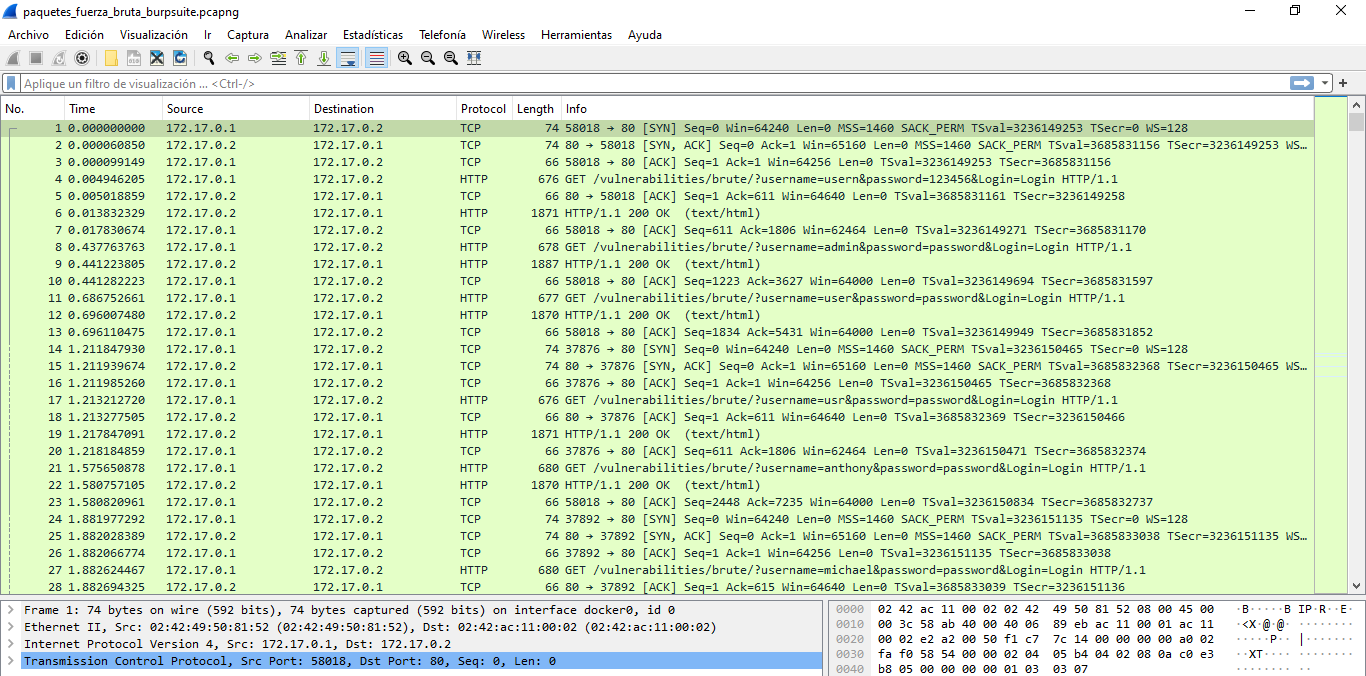 paquetes_fuerza_bruta_burpsuite.pcapng
Archivo Edición Visualización Ir Captura Analizar Estadísticas Telefonía Wireless Herramientas Ayuda
Aplique un filtro de visualización ... <Ctrl-/>
No. Time Source Destination Protocol Length Info
1 0.000000000 172.17.0.1 172.17.0.2 TCP 74 58018 → 80 [SYN] Seq=0 Win=64240 Len=0 MSS=1460 SACK_PERM TSval=3236149253 TSecr=0 WS=128
2 0.000060850 172.17.0.2 172.17.0.1 TCP 74 80 → 58018 [SYN, ACK] Seq=0 Ack=1 Win=65160 Len=0 MSS=1460 SACK_PERM TSval=3685831156 TSecr=3236149253 WS…
3 0.000099149 172.17.0.1 172.17.0.2 TCP 66 58018 → 80 [ACK] Seq=1 Ack=1 Win=64256 Len=0 TSval=3236149253 TSecr=3685831156
4 0.004946205 172.17.0.1 172.17.0.2 HTTP 676 GET /vulnerabilities/brute/?username=usern&password=123456&Login=Login HTTP/1.1
5 0.005018859 172.17.0.2 172.17.0.1 TCP 66 80 → 58018 [ACK] Seq=1 Ack=611 Win=64640 Len=0 TSval=3685831161 TSecr=3236149258
6 0.013832329 172.17.0.2 172.17.0.1 HTTP 1871 HTTP/1.1 200 OK (text/html)
7 0.017830674 172.17.0.1 172.17.0.2 TCP 66 58018 → 80 [ACK] Seq=611 Ack=1806 Win=62464 Len=0 TSval=3236149271 TSecr=3685831170
8 0.437763763 172.17.0.1 172.17.0.2 HTTP 678 GET /vulnerabilities/brute/?username=admin&password=password&Login=Login HTTP/1.1
9 0.441223805 172.17.0.2 172.17.0.1 HTTP 1887 HTTP/1.1 200 OK (text/html)
10 0.441282223 172.17.0.1 172.17.0.2 TCP 66 58018 → 80 [ACK] Seq=1223 Ack=3627 Win=64000 Len=0 TSval=3236149694 TSecr=3685831597
11 0.686752661 172.17.0.1 172.17.0.2 HTTP 677 GET /vulnerabilities/brute/?username=user&password=password&Login=Login HTTP/1.1
12 0.696007480 172.17.0.2 172.17.0.1 HTTP 1870 HTTP/1.1 200 OK (text/html)
13 0.696110475 172.17.0.1 172.17.0.2 TCP 66 58018 → 80 [ACK] Seq=1834 Ack=5431 Win=64000 Len=0 TSval=3236149949 TSecr=3685831852
14 1.211847930 172.17.0.1 172.17.0.2 TCP 74 37876 → 80 [SYN] Seq=0 Win=64240 Len=0 MSS=1460 SACK_PERM TSval=3236150465 TSecr=0 WS=128
15 1.211939674 172.17.0.2 172.17.0.1 TCP 74 80 → 37876 [SYN, ACK] Seq=0 Ack=1 Win=65160 Len=0 MSS=1460 SACK_PERM TSval=3685832368 TSecr=3236150465 WS…
16 1.211985260 172.17.0.1 172.17.0.2 TCP 66 37876 → 80 [ACK] Seq=1 Ack=1 Win=64256 Len=0 TSval=3236150465 TSecr=3685832368
17 1.213212720 172.17.0.1 172.17.0.2 HTTP 676 GET /vulnerabilities/brute/?username=usr&password=password&Login=Login HTTP/1.1
18 1.213277505 172.17.0.2 172.17.0.1 TCP 66 80 → 37876 [ACK] Seq=1 Ack=611 Win=64640 Len=0 TSval=3685832369 TSecr=3236150466
19 1.217847091 172.17.0.2 172.17.0.1 HTTP 1871 HTTP/1.1 200 OK (text/html)
20 1.218184859 172.17.0.1 172.17.0.2 TCP 66 37876 → 80 [ACK] Seq=611 Ack=1806 Win=62464 Len=0 TSval=3236150471 TSecr=3685832374
21 1.575650878 172.17.0.1 172.17.0.2 HTTP 680 GET /vulnerabilities/brute/?username=anthony&password=password&Login=Login HTTP/1.1
22 1.580757105 172.17.0.2 172.17.0.1 HTTP 1870 HTTP/1.1 200 OK (text/html)
23 1.580820961 172.17.0.1 172.17.0.2 TCP 66 58018 → 80 [ACK] Seq=2448 Ack=7235 Win=64000 Len=0 TSval=3236150834 TSecr=3685832737
24 1.881977292 172.17.0.1 172.17.0.2 TCP 74 37892 → 80 [SYN] Seq=0 Win=64240 Len=0 MSS=1460 SACK_PERM TSval=3236151135 TSecr=0 WS=128
25 1.882028389 172.17.0.2 172.17.0.1 TCP 74 80 → 37892 [SYN, ACK] Seq=0 Ack=1 Win=65160 Len=0 MSS=1460 SACK_PERM TSval=3685833038 TSecr=3236151135 WS…
26 1.882066774 172.17.0.1 172.17.0.2 TCP 66 37892 → 80 [ACK] Seq=1 Ack=1 Win=64256 Len=0 TSval=3236151135 TSecr=3685833038
27 1.882624467 172.17.0.1 172.17.0.2 HTTP 680 GET /vulnerabilities/brute/?username=michael&password=password&Login=Login HTTP/1.1
28 1.882694325 172.17.0.2 172.17.0.1 TCP 66 80 → 37892 [ACK] Seq=1 Ack=615 Win=64640 Len=0 TSval=3685833039 TSecr=3236151136
Frame 1: 74 bytes on wire (592 bits), 74 bytes captured (592 bits) on interface docker0, id 0
Ethernet II, Src: 02:42:49:50:81:52 (02:42:49:50:81:52), Dst: 02:42:ac:11:00:02 (02:42:ac:11:00:02)
Internet Protocol Version 4, Src: 172.17.0.1, Dst: 172.17.0.2
Transmission Control Protocol, Src Port: 58018, Dst Port: 80, Seq: 0, Len: 0
0000 02 42 ac 11 00 02 02 42 49 50 81 52 08 00 45 00 ·B·····B IP·R··E·
0010 00 3c 58 ab 40 00 40 06 89 eb ac 11 00 01 ac 11 ·<X·@·@· ········
0020 00 02 e2 a2 00 50 f1 c7 7c 14 00 00 00 00 a0 02 ·····P·· |·······
0030 fa f0 58 54 00 00 02 04 05 b4 04 02 08 0a c0 e3 ··XT···· ········
0040 b8 05 00 00 00 00 01 03 03 07 ········ ··